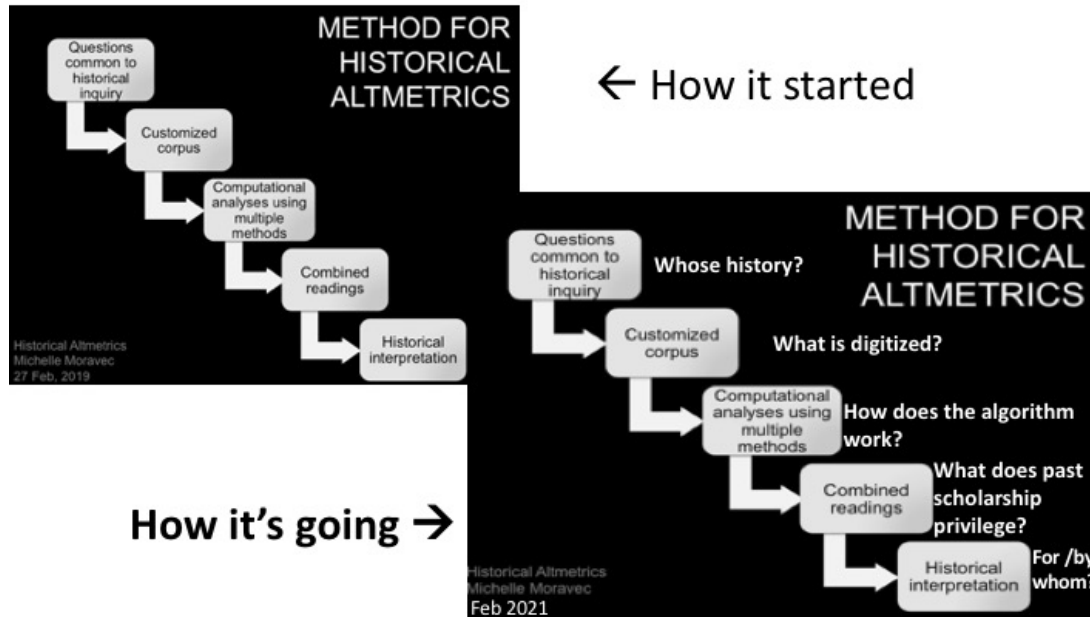 METHOD FOR
HISTORICAL
ALTMETRICS
Questions
common to
historical
inquiry
Customized
corpus
Computational
analyses using
multiple
methods
Combined
readings
Historical
interpretation
Historical Altmetrics
Michelle Moravec
27 Feb, 2019
← How it started
How it's going →
METHOD FOR
HISTORICAL
ALTMETRICS
Questions
common to
historical
inquiry
Whose history?
Customized
corpus
What is digitized?
Computational
analyses using
multiple
methods
How does the algorithm
work?
Combined
readings
What does past
scholarship
privilege?
Historical
interpretation
For /by
whom?
Historical Altmetrics
Michelle Moravec
Feb 2021